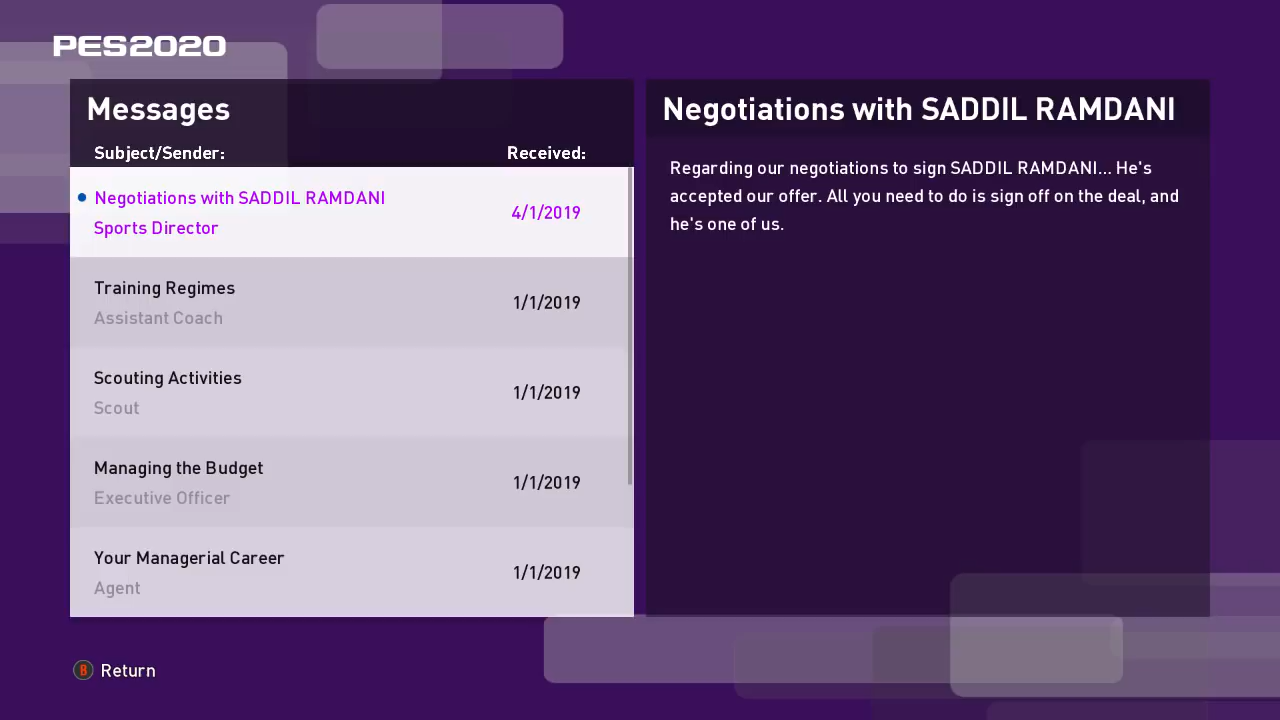 PES2020
Messages
Subject/Sender:
Received:
Negotiations with SADDIL RAMDANI
Sports Director
4/1/2019
Training Regimes
Assistant Coach
1/1/2019
Scouting Activities
Scout
1/1/2019
Managing the Budget
Executive Officer
1/1/2019
Your Managerial Career
Agent
1/1/2019
Negotiations with SADDIL RAMDANI
Regarding our negotiations to sign SADDIL RAMDANI... He's
accepted our offer. All you need to do is sign off on the deal, and
he's one of us.
B Return